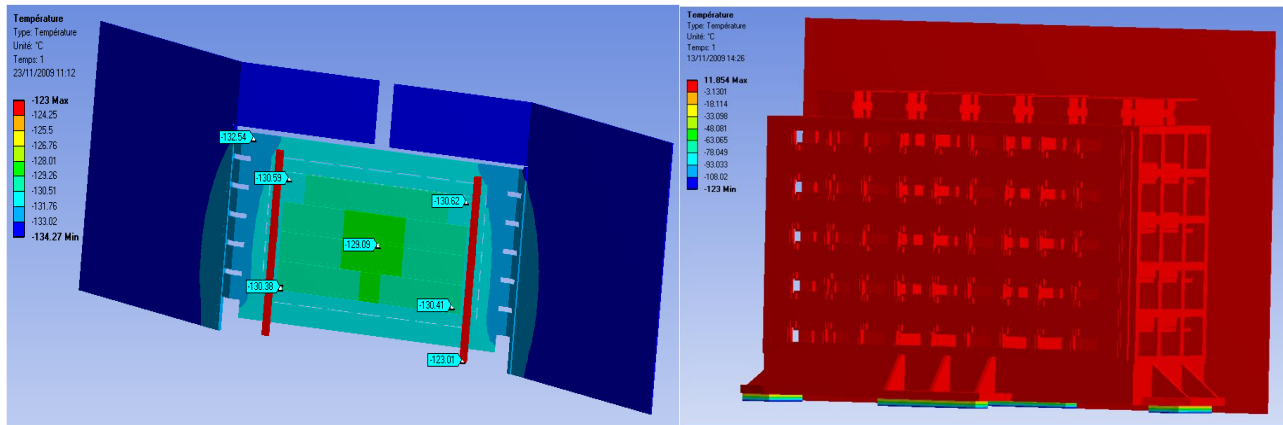 Température
Type: Température
Unité: °C
Temps: 1
23/11/2009 11:12
-123 Max
-124.25
-125.5
-126.76
-128.01
-129.26
-130.51
-131.76
-133.02
-134.27 Min
-132.54
-130.59
-130.62
-129.09
-130.38
-130.41
-123.01
Température
Type: Température
Unité: °C
Temps: 1
13/11/2009 14:26
11.854 Max
-3.1301
-18.114
-33.098
-48.081
-63.065
-78.049
-93.033
-108.02
-123 Min